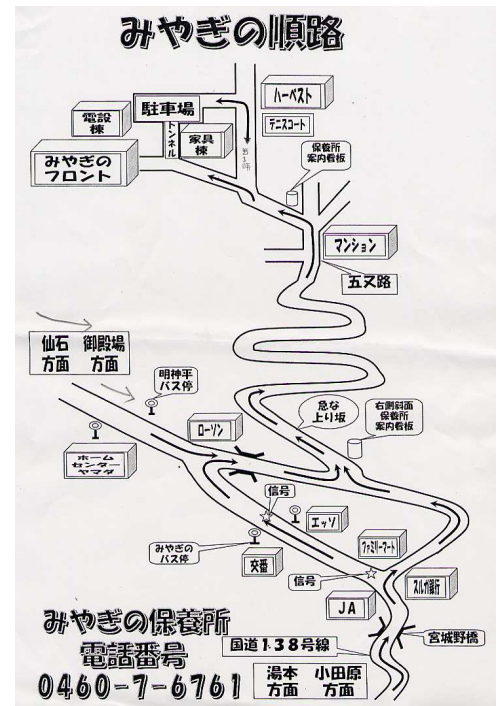 みやぎの順路
ハーベスト
駐車場
電設
棟
テニスコート
トンネル
家具
棟
保養所
案内看板
みやぎの
フロント
マンション
五又路
仙石 御殿場
方面 方面
明神平
バス停
急な
上り坂
右側斜面
保養所
案内看板
ローソン
ホーム
センター
ヤマダ
信号
エッソ
ファミリーマート
みやぎの
バス停
交番
信号
スルガ銀行
JA
みやぎの保養所
電話番号
0460-7-6761
国道138号線
宮城野橋
湯本 小田原
方面 方面